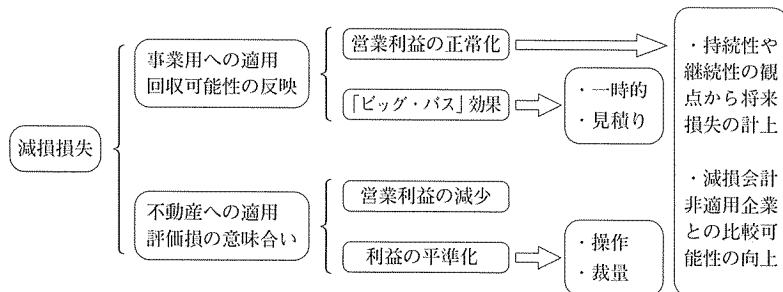 減損損失
事業用への適用
回収可能性の反映
営業利益の正常化
「ビッグ・バス」効果
・一時的
・見積り
不動産への適用
評価損の意味合い
営業利益の減少
利益の平準化
・操作
・裁量
・持続性や
継続性の観
点から将来
損失の計上
・減損会計
非適用企業
との比較可
能性の向上